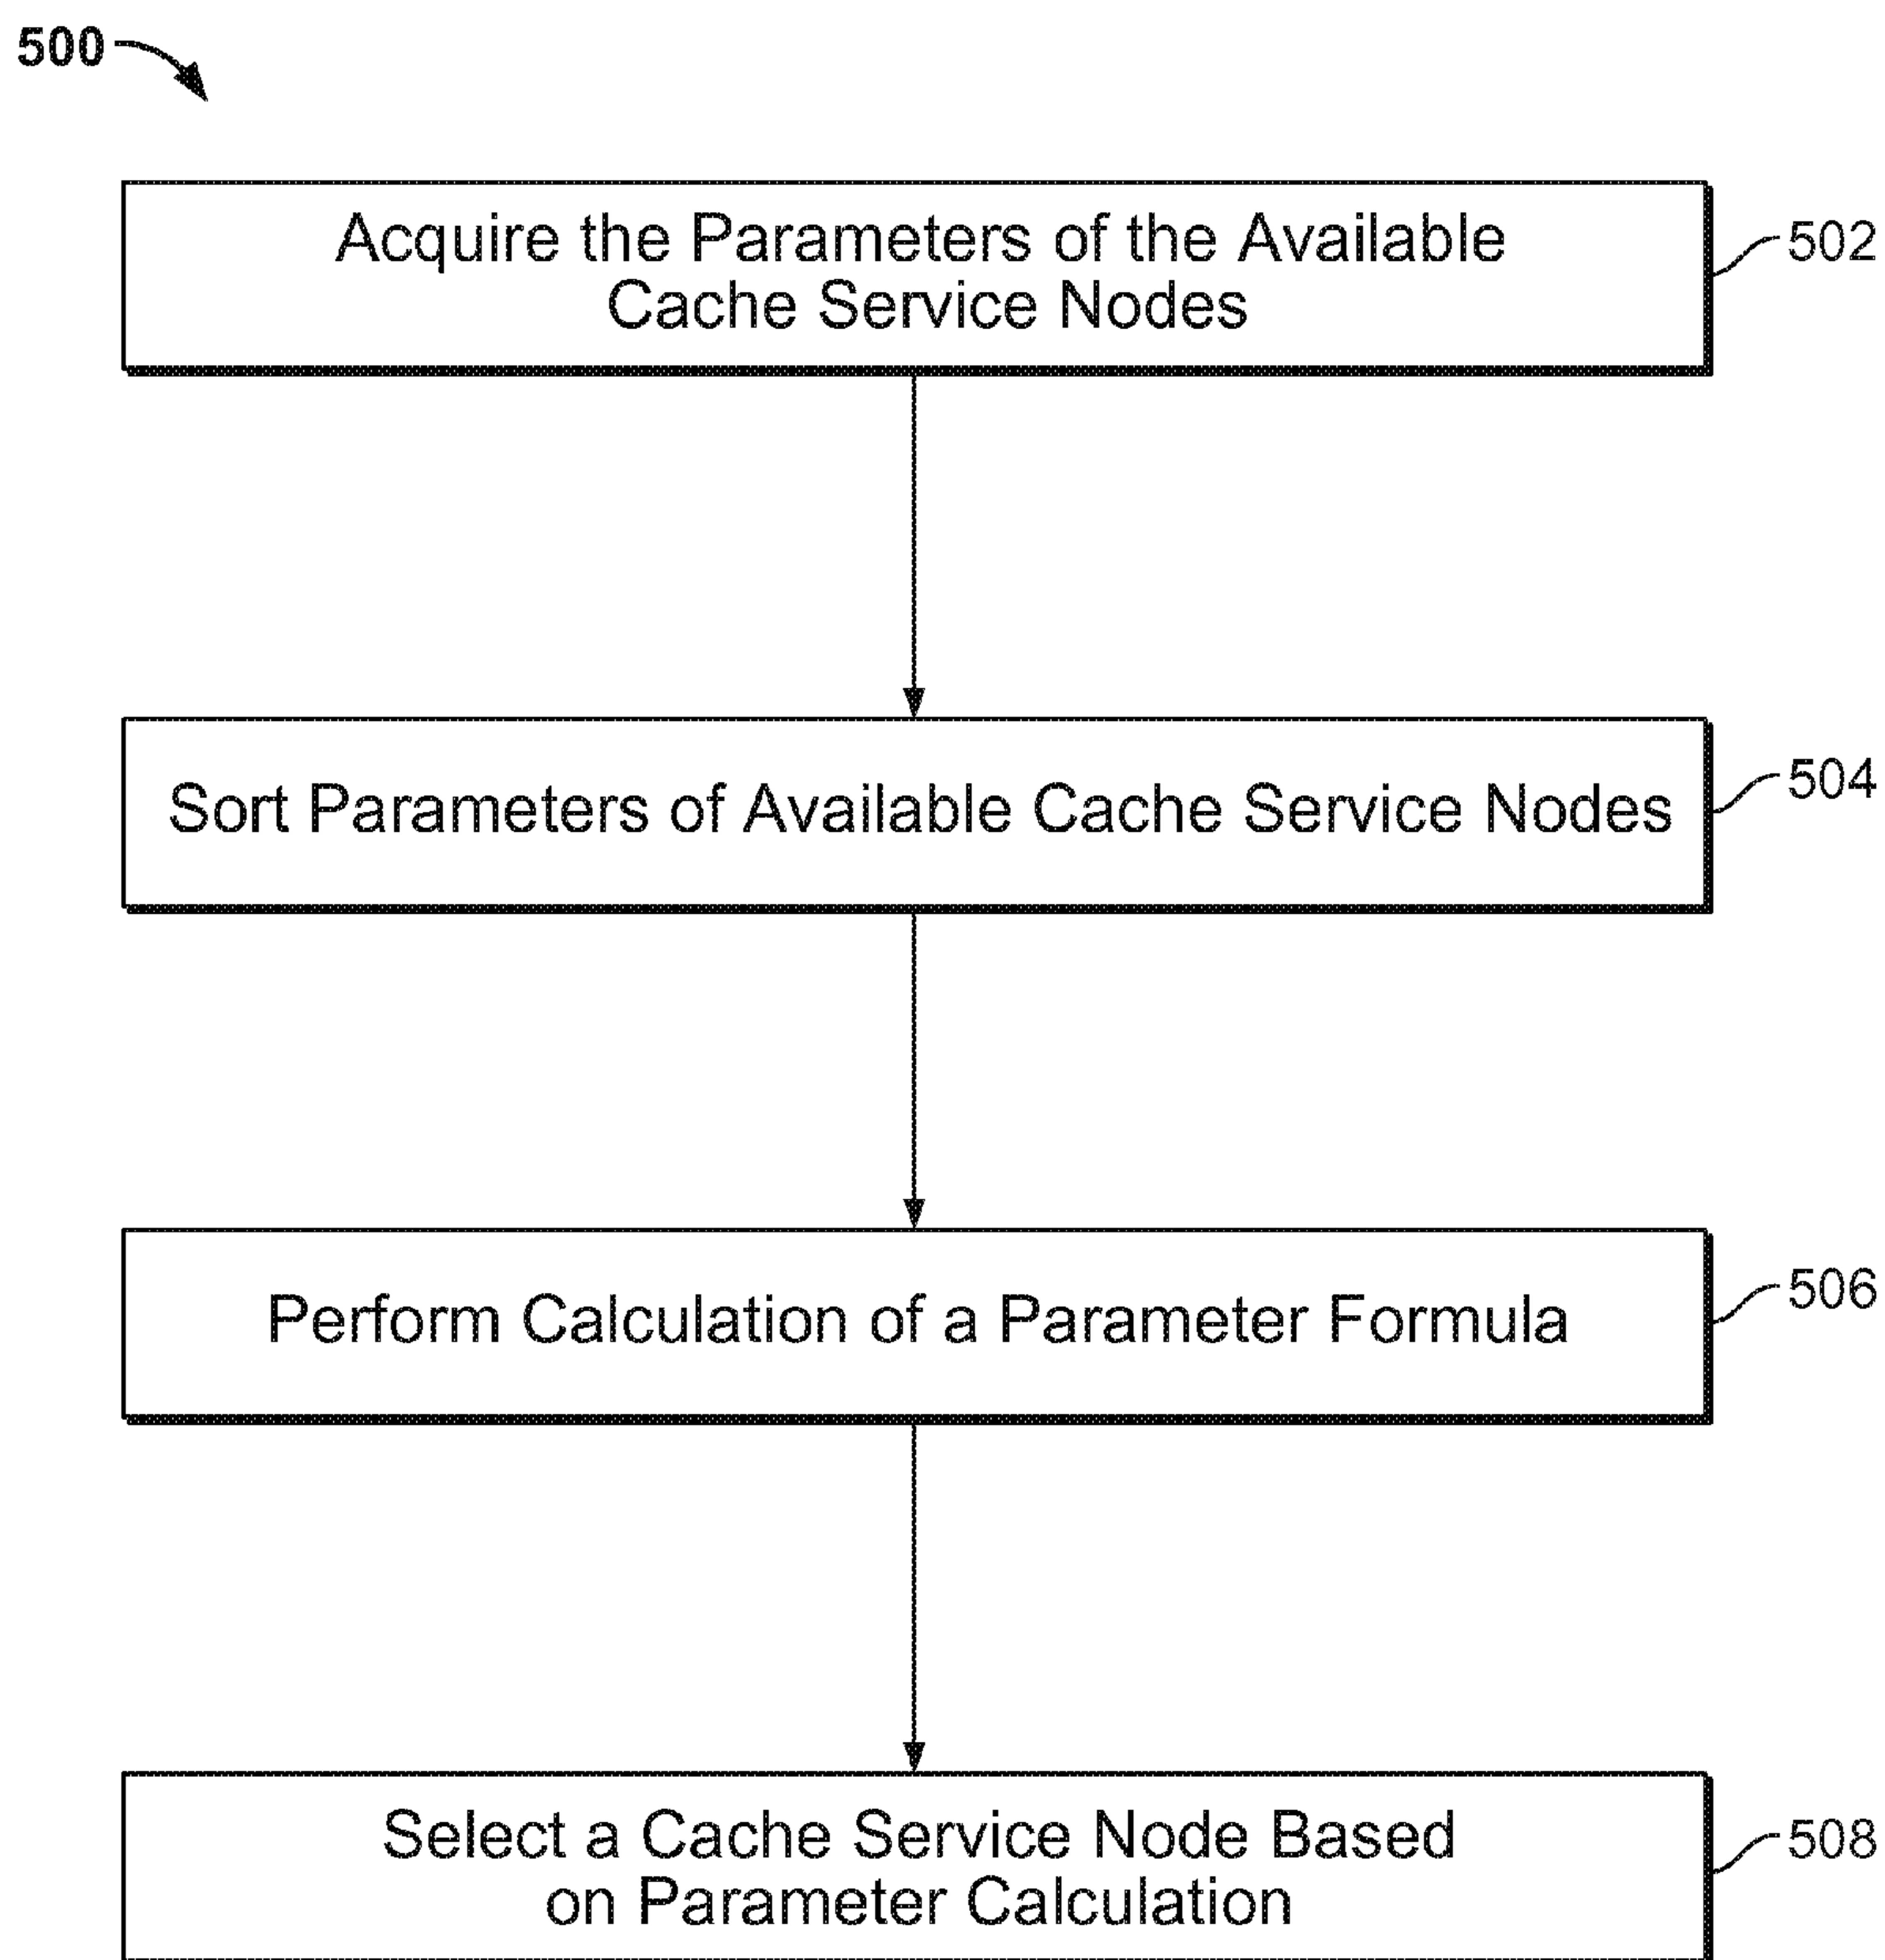 500
Acquire the Parameters of the Available
Cache Service Nodes
502
Sort Parameters of Available Cache Service Nodes
504
Perform Calculation of a Parameter Formula
506
Select a Cache Service Node Based
on Parameter Calculation
508